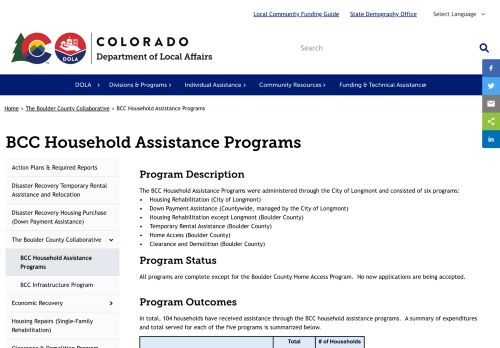 Local Community Funding Guide
State Demography Office
Select Language
COLORADO
Department of Local Affairs
DOLA
Search
DOLA
Divisions & Programs
Individual Assistance
Community Resources
Funding & Technical Assistance
Home › The Boulder County Collaborative › BCC Household Assistance Programs
BCC Household Assistance Programs
Action Plans & Required Reports
Disaster Recovery Temporary Rental
Assistance and Relocation
Disaster Recovery Housing Purchase
(Down Payment Assistance)
The Boulder County Collaborative
BCC Household Assistance
Programs
BCC Infrastructure Program
Economic Recovery
Housing Repairs (Single-Family
Rehabilitation)
Clearance & Demolition Program
Program Description
The BCC Household Assistance Programs were administered through the City of Longmont and consisted of six programs:
• Housing Rehabilitation (City of Longmont)
• Down Payment Assistance (Countywide, managed by the City of Longmont)
• Housing Rehabilitation except Longmont (Boulder County)
• Temporary Rental Assistance (Boulder County)
• Home Access (Boulder County)
• Clearance and Demolition (Boulder County)
Program Status
All programs are complete except for the Boulder County Home Access Program. No new applications are being accepted.
Program Outcomes
In total, 104 households have received assistance through the BCC household assistance programs. A summary of expenditures
and total served for each of the five programs is summarized below.
Total
# of Households